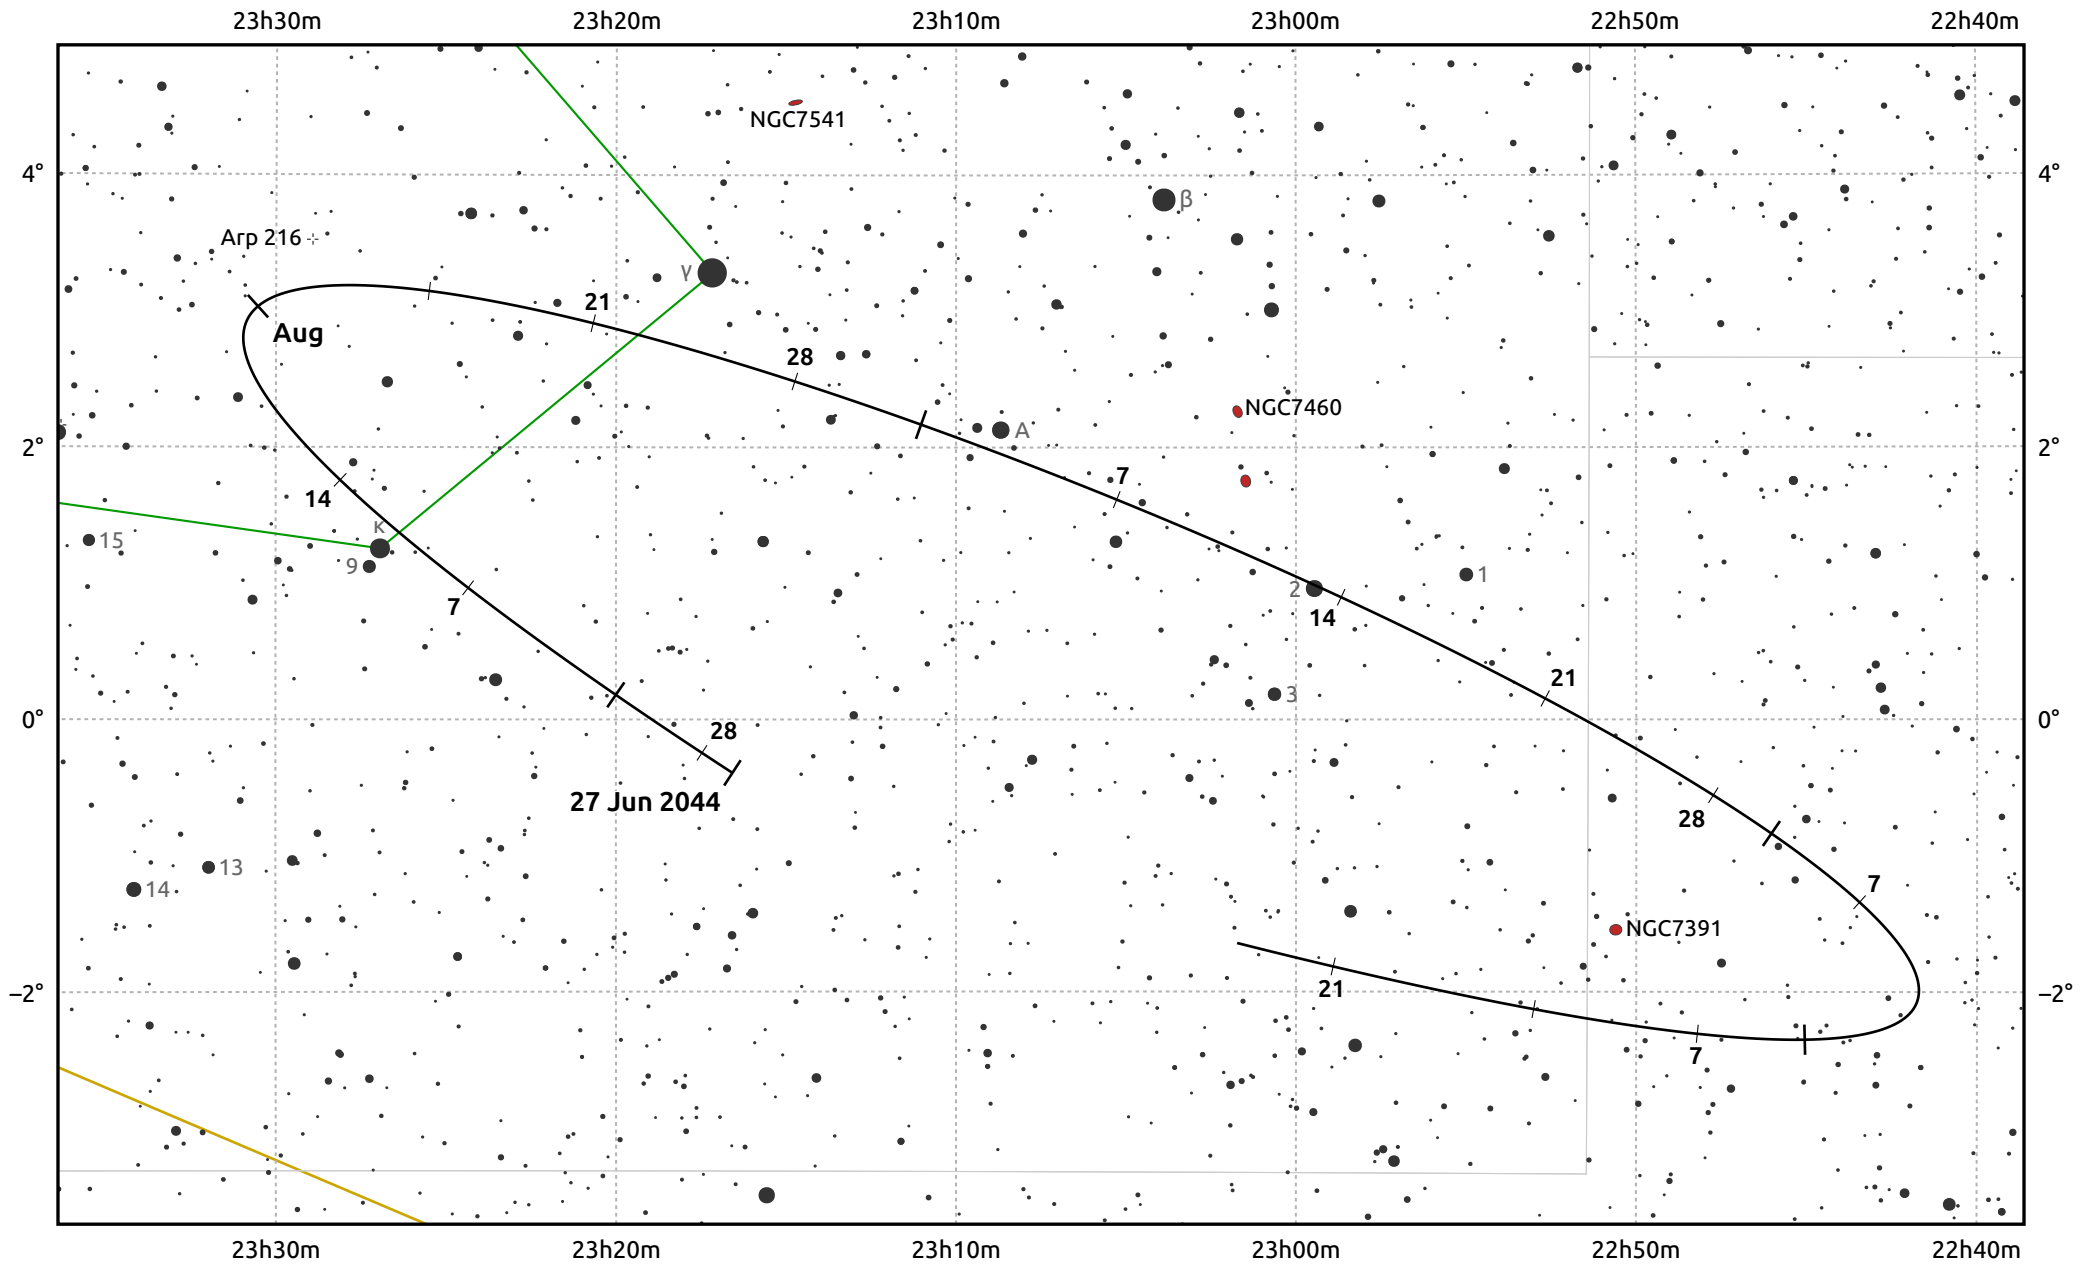 23h30m 23h20m 23h10m 23h00m 22h50m 22h40m
NGC7541
4° 4°
β
Arp 216
γ
21
Aug
28
NGC7460
A
2° 2°
7
14
κ
15
9
1
2
7
14
21
3
0° 0°
28
27 Jun 2044
28
13
7
14
NGC7391
−2° −2°
21
7
23h30m 23h20m 23h10m 23h00m 22h50m 22h40m